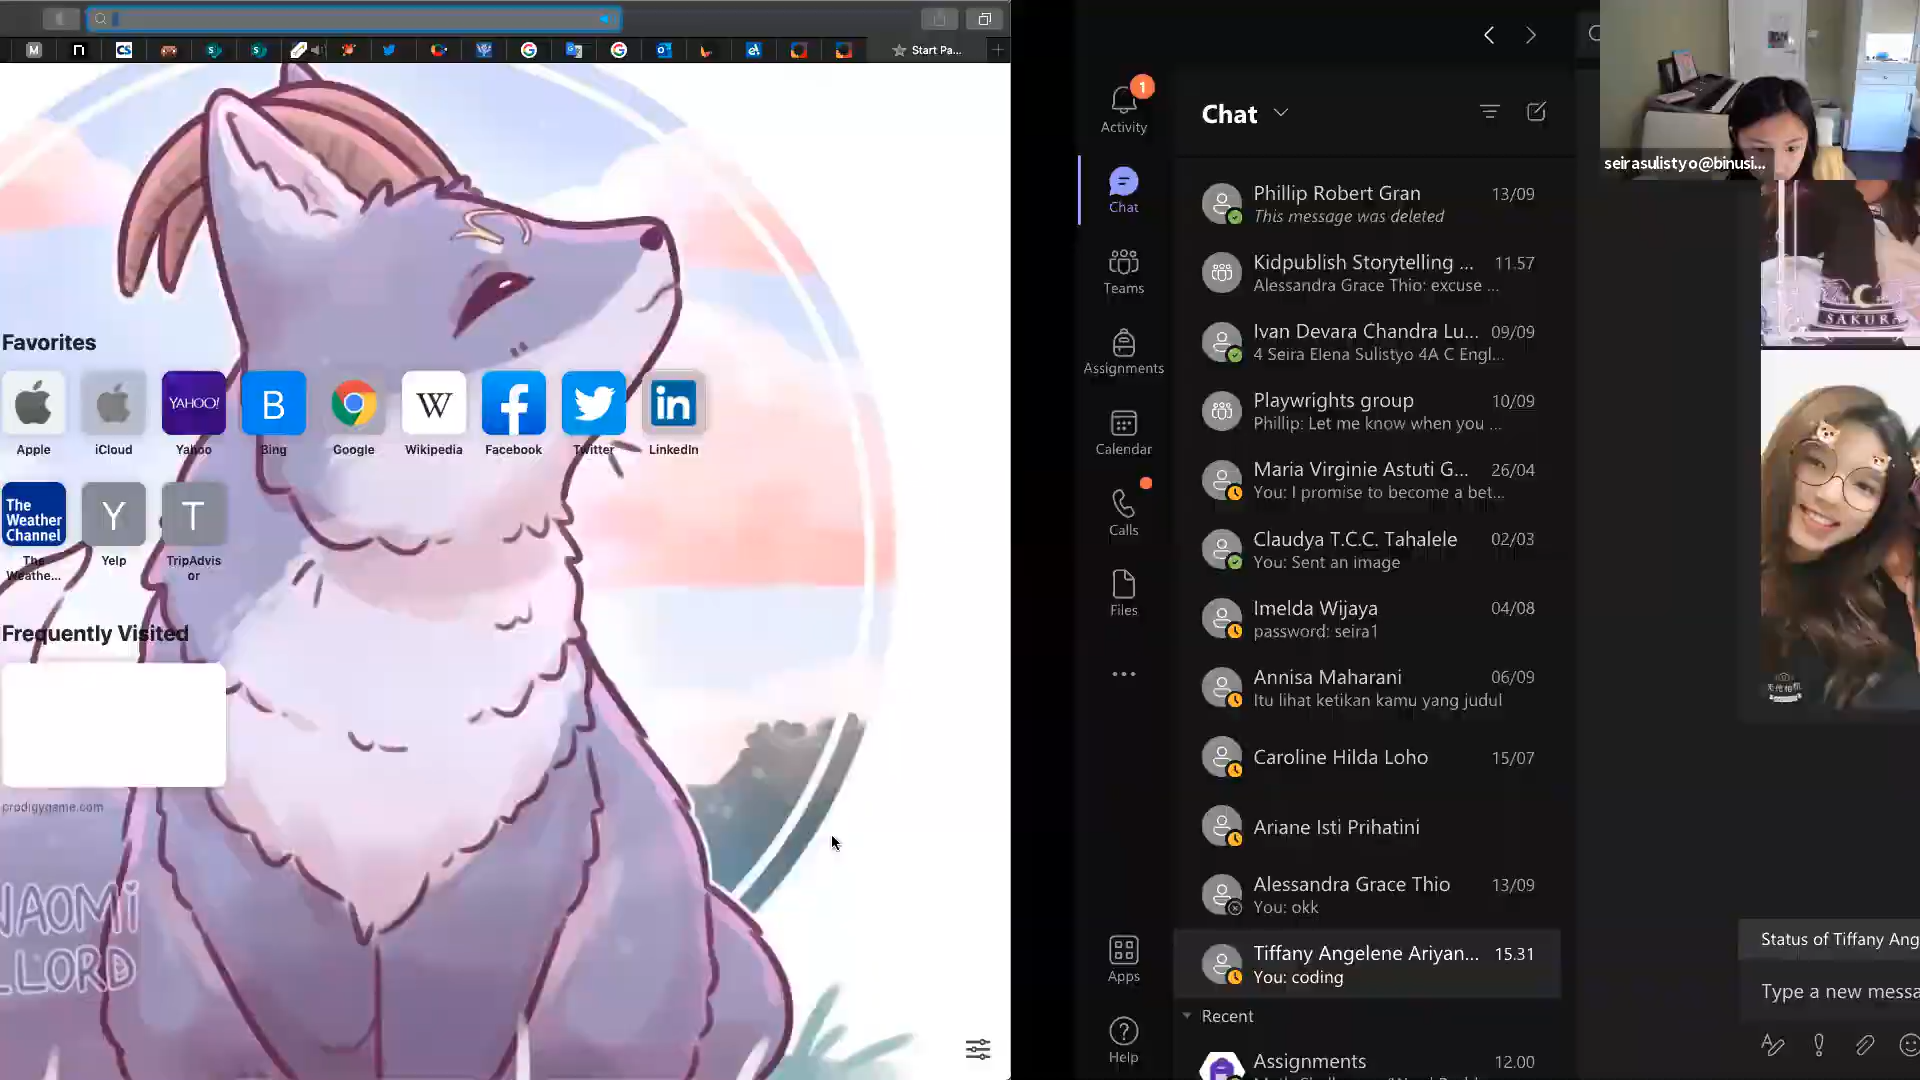 M
n
CS
Start Pa...
Favorites
YAHOO!
B
W
f
in
Apple
iCloud
Yahoo
Bing
Google
Wikipedia
Facebook
Twitter
LinkedIn
The
Weather
Channel
Y
T
The
Weathe...
Yelp
TripAdvis
or
Frequently Visited
prodigygame.com
NAOMi
LLORD
1
Activity
Chat
Teams
Assignments
Calendar
Calls
Files
Apps
Help
Chat
Phillip Robert Gran 13/09
This message was deleted
Kidpublish Storytelling ... 11.57
Alessandra Grace Thio: excuse ...
Ivan Devara Chandra Lu... 09/09
4 Seira Elena Sulistyo 4A C Engl...
Playwrights group 10/09
Phillip: Let me know when you ...
Maria Virginie Astuti G... 26/04
You: I promise to become a bet...
Claudya T.C.C. Tahalele 02/03
You: Sent an image
Imelda Wijaya 04/08
password: seira1
Annisa Maharani 06/09
Itu lihat ketikan kamu yang judul
Caroline Hilda Loho 15/07
Ariane Isti Prihatini
Alessandra Grace Thio 13/09
You: okk
Tiffany Angelene Ariyan... 15.31
You: coding
Recent
Assignments 12.00
seirasulistyo@binusi...
SAKURA
Status of Tiffany Ang
Type a new messa